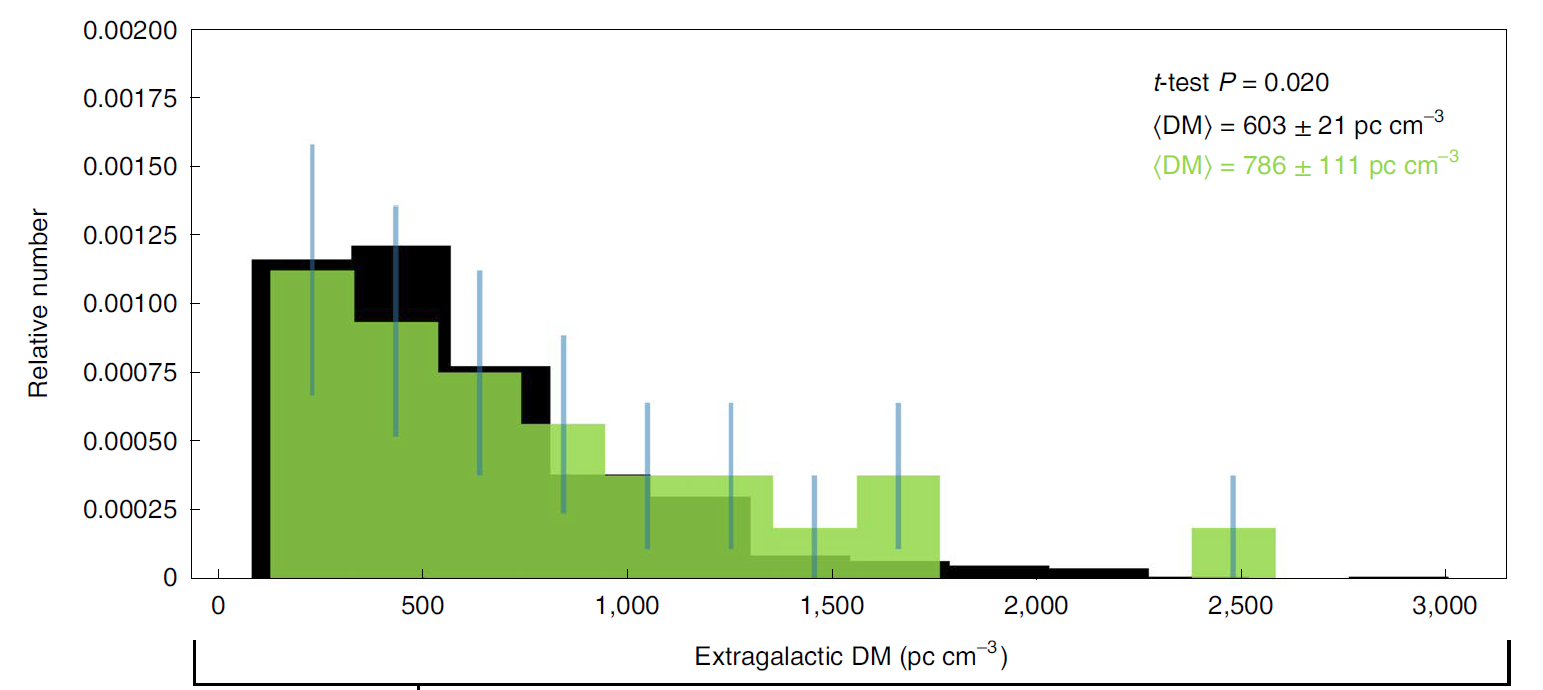 0.00200
0.00175
0.00150
0.00125
0.00100
0.00075
0.00050
0.00025
0
Relative number
t-test P = 0.020
⟨DM⟩ = 603 ± 21 pc cm⁻³
⟨DM⟩ = 786 ± 111 pc cm⁻³
0 500 1,000 1,500 2,000 2,500 3,000
Extragalactic DM (pc cm⁻³)